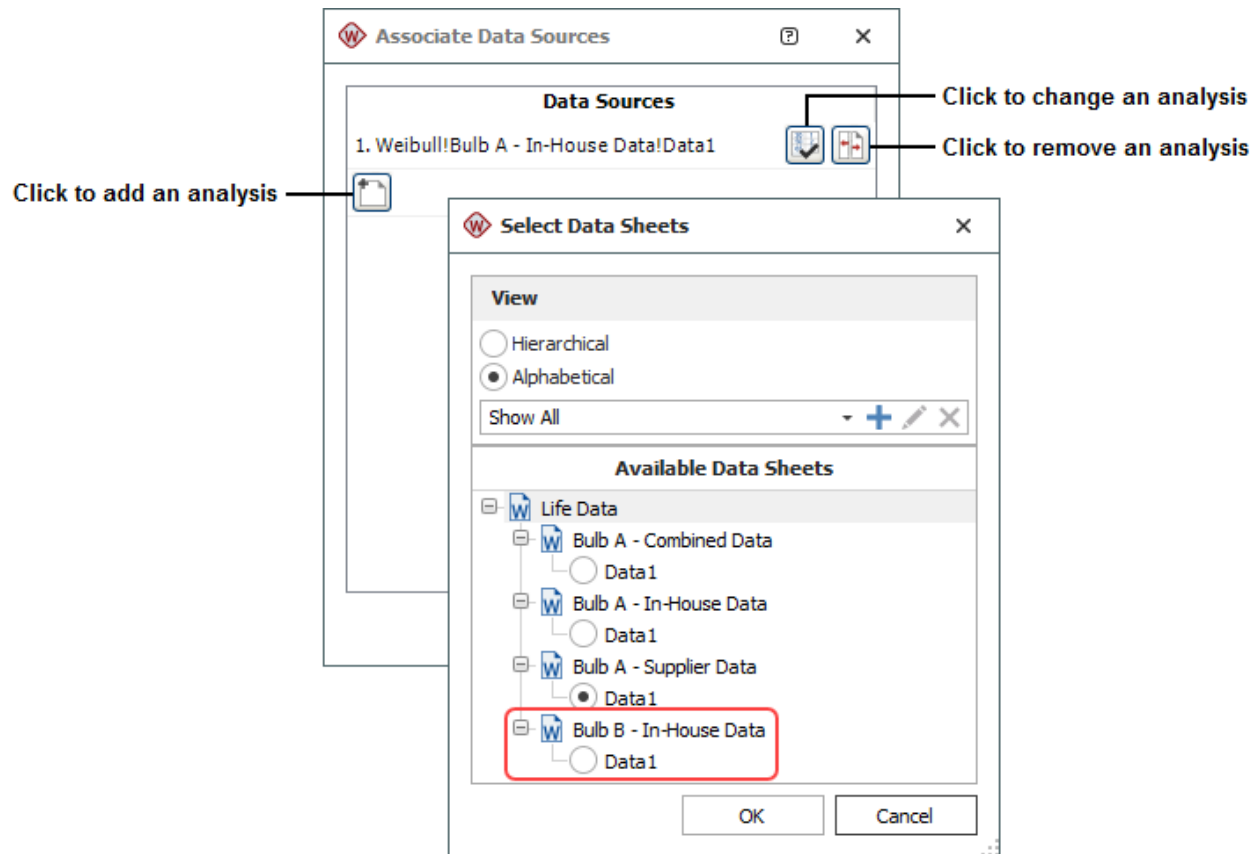 Associate Data Sources
Data Sources
Click to change an analysis
1. Weibull!Bulb A - In-House Data!Data1
Click to remove an analysis
Click to add an analysis
Select Data Sheets
View
Hierarchical
Alphabetical
Show All
Available Data Sheets
Life Data
Bulb A - Combined Data
Data1
Bulb A - In-House Data
Data1
Bulb A - Supplier Data
Data1
Bulb B - In-House Data
Data1
OK Cancel